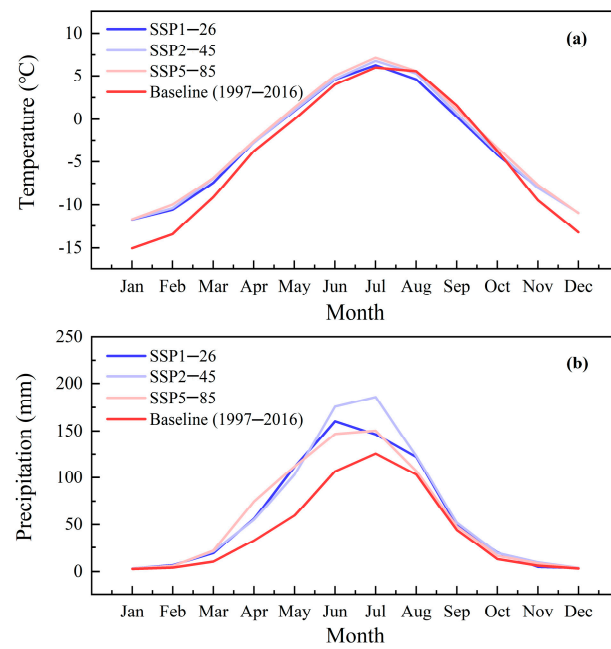 10
5
0
-5
-10
-15
Temperature (°C)
SSP1−26
SSP2−45
SSP5−85
Baseline (1997−2016)
(a)
Jan Feb Mar Apr May Jun Jul Aug Sep Oct Nov Dec
Month
250
200
150
100
50
0
Precipitation (mm)
SSP1−26
SSP2−45
SSP5−85
Baseline (1997−2016)
(b)
Jan Feb Mar Apr May Jun Jul Aug Sep Oct Nov Dec
Month